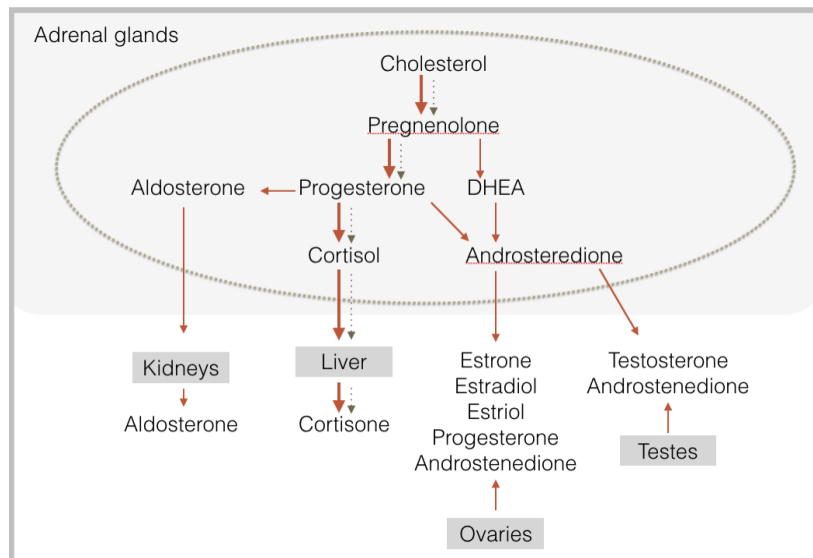 Adrenal glands
Cholesterol
Pregnenolone
Aldosterone
Progesterone
DHEA
Cortisol
Androsteredione
Kidneys
Liver
Estrone
Estradiol
Estriol
Progesterone
Androstenedione
Testosterone
Androstenedione
Aldosterone
Cortisone
Testes
Ovaries